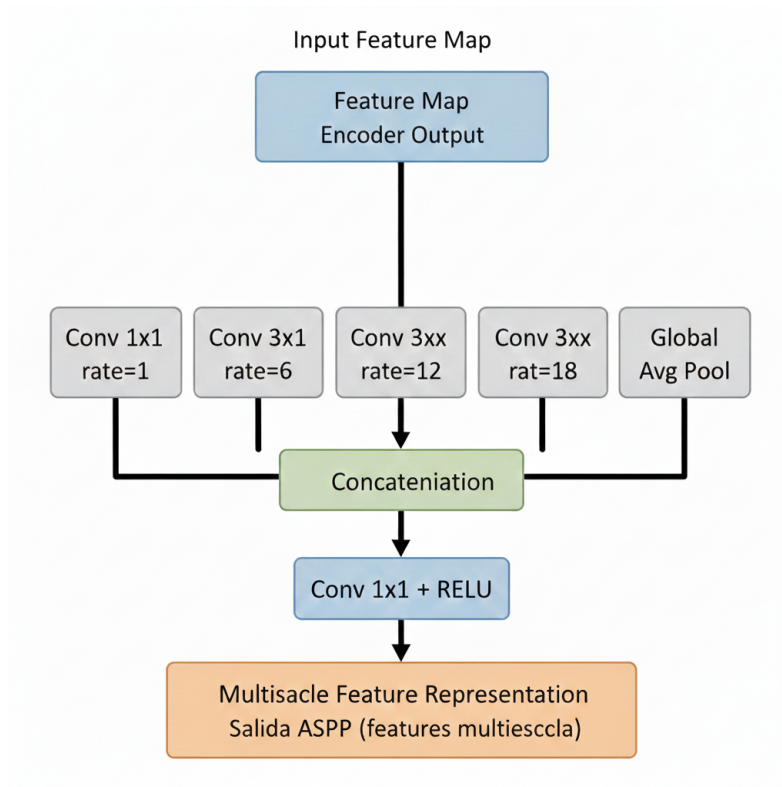 Input Feature Map
Feature Map
Encoder Output
Conv 1x1
rate=1
Conv 3x1
rate=6
Conv 3xx
rate=12
Conv 3xx
rat=18
Global
Avg Pool
Concateniation
Conv 1x1 + RELU
Multisacle Feature Representation
Salida ASPP (features multiesccla)